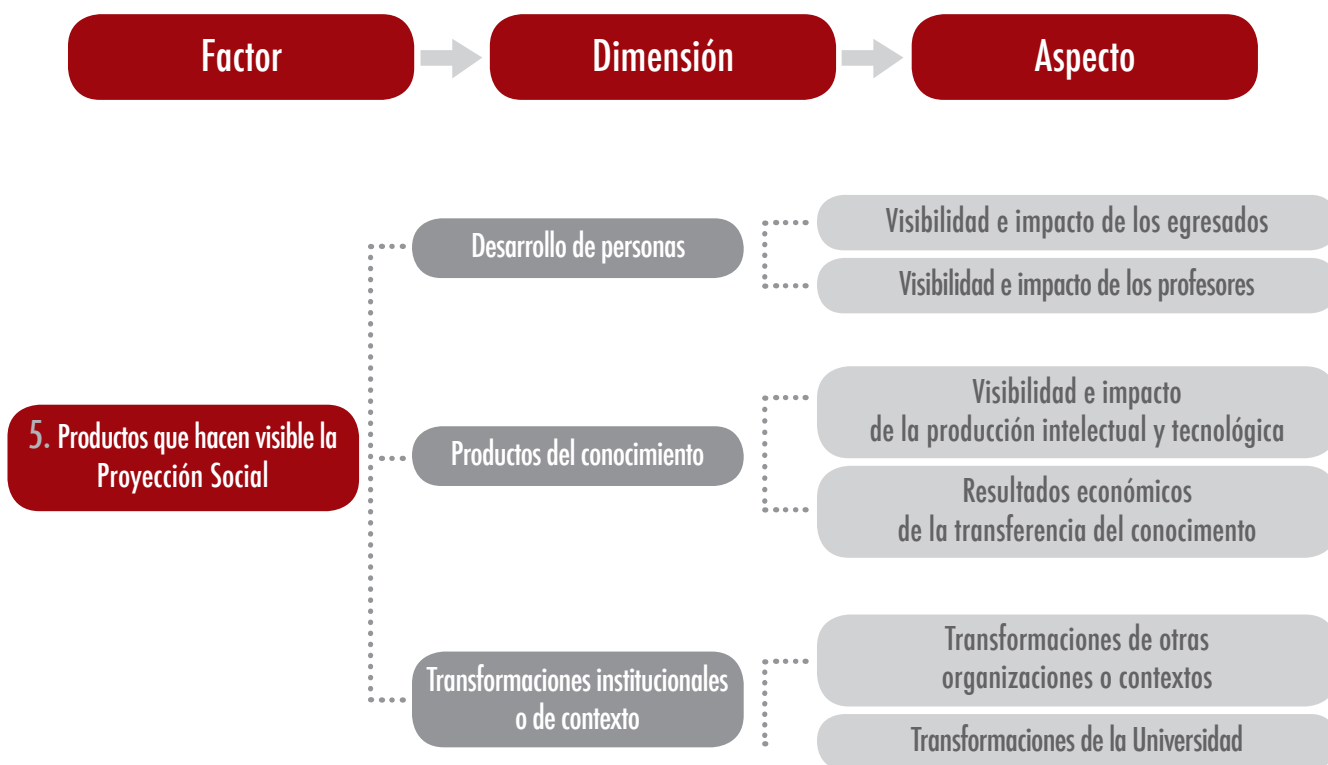 Factor
Dimensión
Aspecto
5. Productos que hacen visible la
Proyección Social
Desarrollo de personas
Visibilidad e impacto de los egresados
Visibilidad e impacto de los profesores
Productos del conocimiento
Visibilidad e impacto
de la producción intelectual y tecnológica
Resultados económicos
de la transferencia del conocimento
Transformaciones institucionales
o de contexto
Transformaciones de otras
organizaciones o contextos
Transformaciones de la Universidad